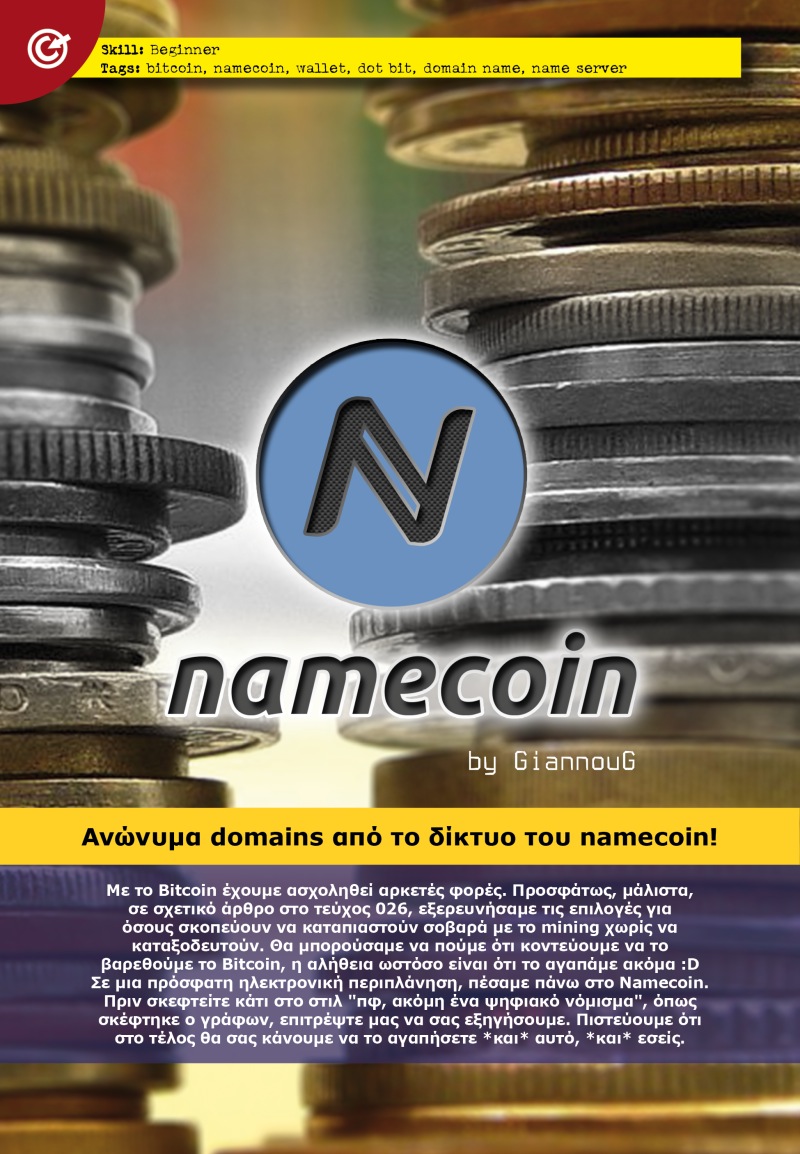 Skill: Beginner
Tags: bitcoin, namecoin, wallet, dot bit, domain name, name server
N
namecoin
by GiannouG
Ανώνυμα domains από το δίκτυο του namecoin!
Με το Bitcoin έχουμε ασχοληθεί αρκετές φορές. Προσφάτως, μάλιστα,
σε σχετικό άρθρο στο τεύχος 026, εξερευνήσαμε τις επιλογές για
όσους σκοπεύουν να καταπιαστούν σοβαρά με το mining χωρίς να
καταξοδευτούν. Θα μπορούσαμε να πούμε ότι κοντεύουμε να το
βαρεθούμε το Bitcoin, η αλήθεια ωστόσο είναι ότι το αγαπάμε ακόμα :D
Σε μια πρόσφατη ηλεκτρονική περιπλάνηση, πέσαμε πάνω στο Namecoin.
Πριν σκεφτείτε κάτι στο στιλ "πφ, ακόμη ένα ψηφιακό νόμισμα", όπως
σκέφτηκε ο γράφων, επιτρέψτε μας να σας εξηγήσουμε. Πιστεύουμε ότι
στο τέλος θα σας κάνουμε να το αγαπήσετε *και* αυτό, *και* εσείς.